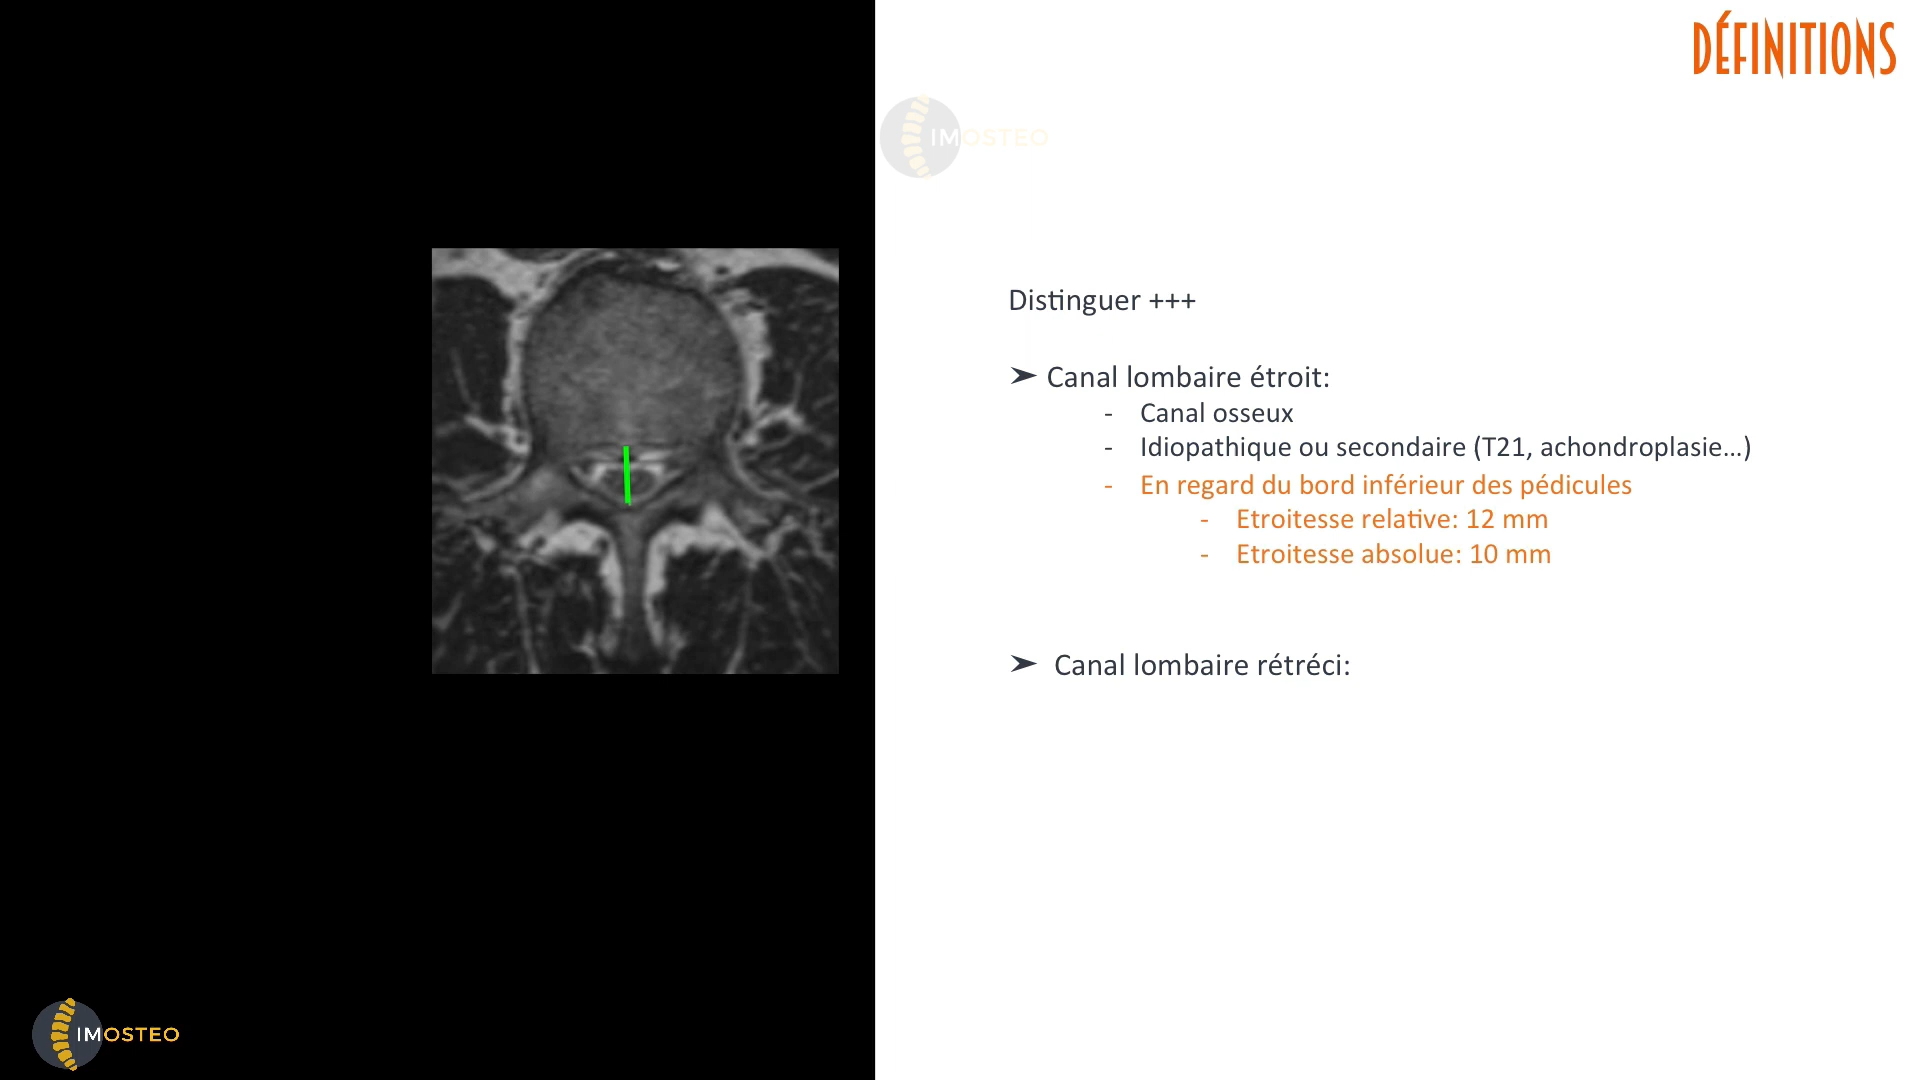 DÉFINITIONS
IMOSTEO
Distinguer +++
➤ Canal lombaire étroit:
- Canal osseux
- Idiopathique ou secondaire (T21, achondroplasie...)
- En regard du bord inférieur des pédicules
- Etroitesse relative: 12 mm
- Etroitesse absolue: 10 mm
➤ Canal lombaire rétréci:
IMOSTEO